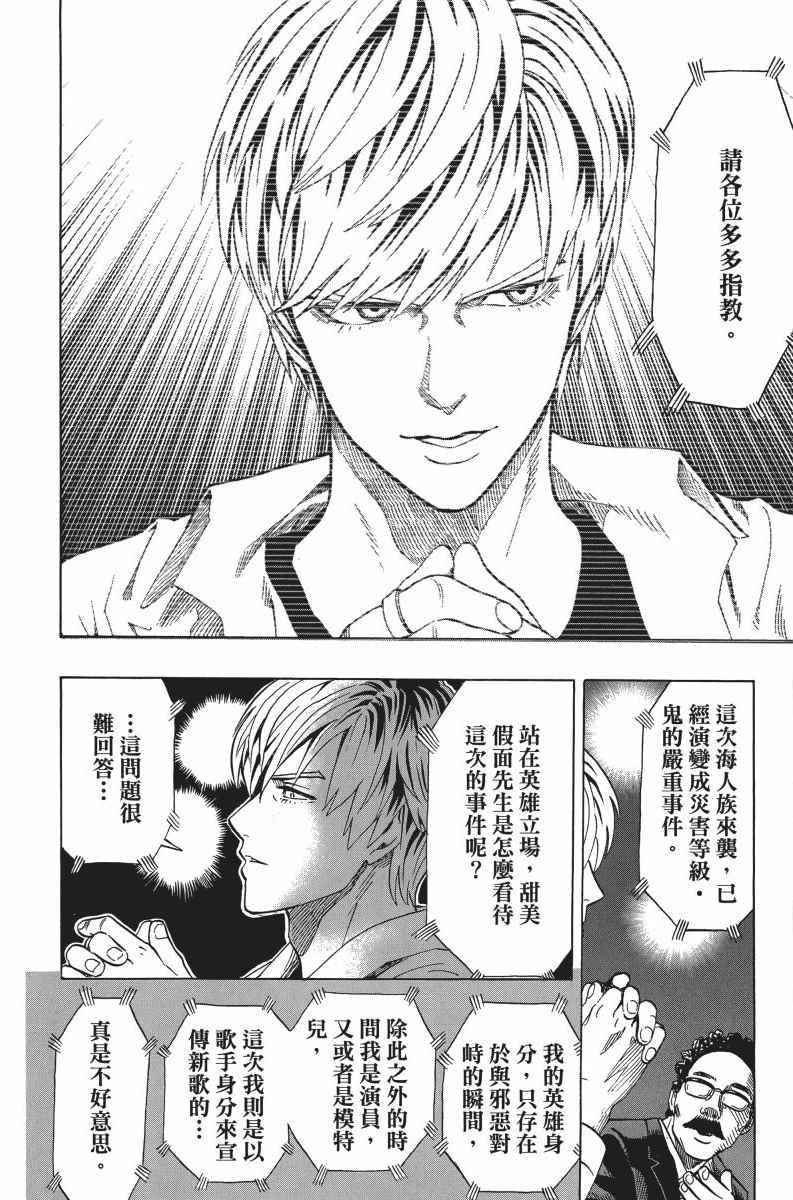 請各位多多指教。
這次海人族來襲，已
經演變成災害等級・
鬼的嚴重事件。
站在英雄立場，甜美
假面先生是怎麼看待
這次的事件呢？
…這問題很
難回答…
我的英雄身
分，只存在
於與邪惡對
峙的瞬間，
除此之外的時
間我是演員，
又或者是模特
兒，
這次我則是以
歌手身分來宣
傳新歌的…
真是不好意思。